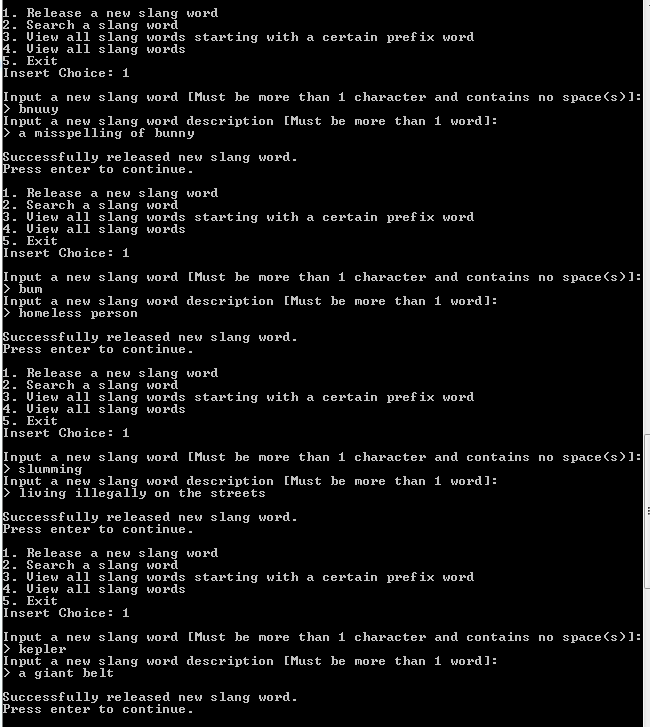 1. Release a new slang word
2. Search a slang word
3. View all slang words starting with a certain prefix word
4. View all slang words
5. Exit
Insert Choice: 1
Input a new slang word [Must be more than 1 character and contains no space(s)]:
> bnuuy
Input a new slang word description [Must be more than 1 word]:
> a misspelling of bunny
Successfully released new slang word.
Press enter to continue.
1. Release a new slang word
2. Search a slang word
3. View all slang words starting with a certain prefix word
4. View all slang words
5. Exit
Insert Choice: 1
Input a new slang word [Must be more than 1 character and contains no space(s)]:
> bum
Input a new slang word description [Must be more than 1 word]:
> homeless person
Successfully released new slang word.
Press enter to continue.
1. Release a new slang word
2. Search a slang word
3. View all slang words starting with a certain prefix word
4. View all slang words
5. Exit
Insert Choice: 1
Input a new slang word [Must be more than 1 character and contains no space(s)]:
> slumming
Input a new slang word description [Must be more than 1 word]:
> living illegally on the streets
Successfully released new slang word.
Press enter to continue.
1. Release a new slang word
2. Search a slang word
3. View all slang words starting with a certain prefix word
4. View all slang words
5. Exit
Insert Choice: 1
Input a new slang word [Must be more than 1 character and contains no space(s)]:
> kepler
Input a new slang word description [Must be more than 1 word]:
> a giant belt
Successfully released new slang word.
Press enter to continue.